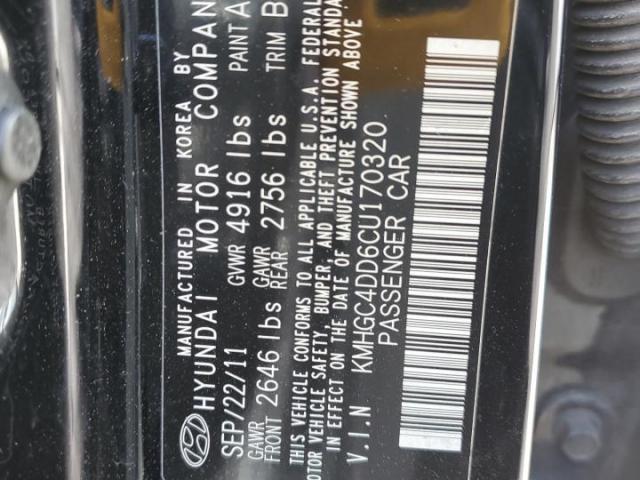 MANUFACTURED IN KOREA BY
HYUNDAI MOTOR COMPAN
SEP/22/11 GVWR 4916 lbs PAINT A
GAWR FRONT 2646 lbs GAWR REAR 2756 lbs TRIM B
THIS VEHICLE CONFORMS TO ALL APPLICABLE U.S.A. FEDERAL
MOTOR VEHICLE SAFETY, BUMPER, AND THEFT PREVENTION STANDA
IN EFFECT ON THE DATE OF MANUFACTURE SHOWN ABOVE
V.I.N KMHGC4DD6CU170320
PASSENGER CAR